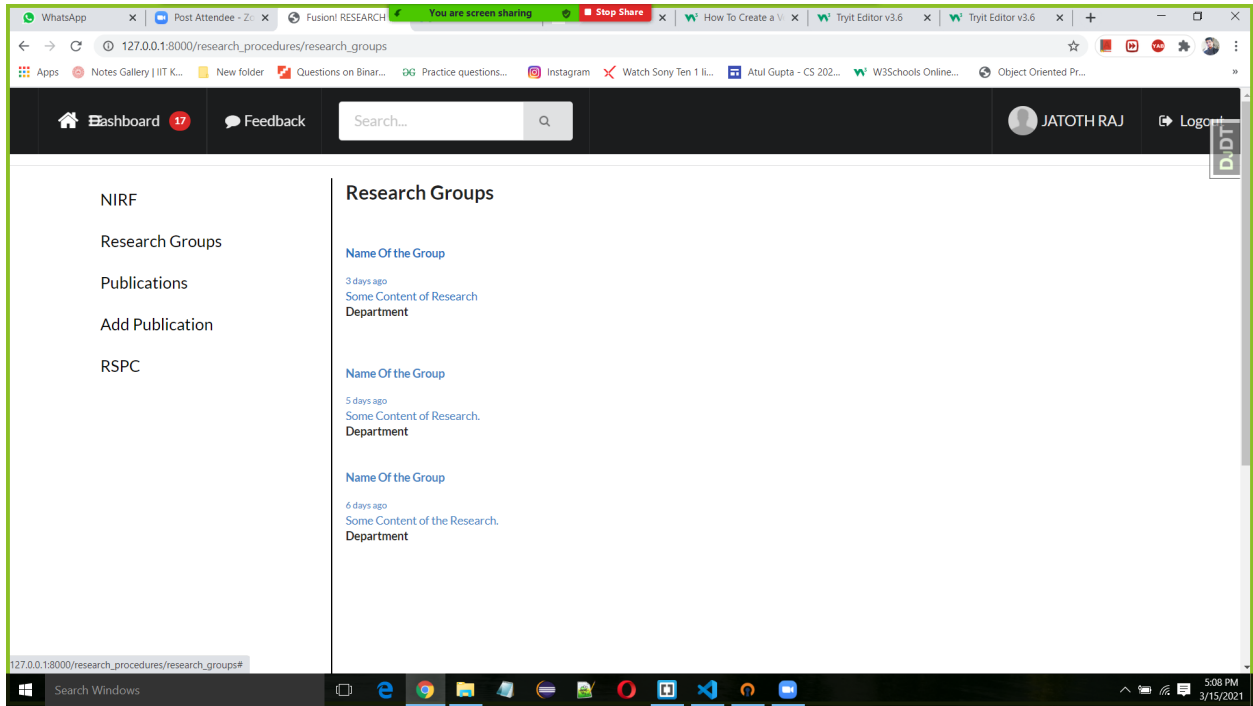 WhatsApp
Post Attendee - Zo
Fusion! RESEARCH
You are screen sharing
Stop Share
How To Create a V
Tryit Editor v3.6
Tryit Editor v3.6
127.0.0.1:8000/research_procedures/research_groups
Apps
Notes Gallery | IIT K...
New folder
Questions on Binar...
Practice questions...
Instagram
Watch Sony Ten 1 li...
Atul Gupta - CS 202...
W3Schools Online...
Object Oriented Pr...
»
Dashboard 17
Feedback
Search...
JATOTH RAJ
Logout
DJDT
NIRF
Research Groups
Publications
Add Publication
RSPC
Research Groups
Name Of the Group
3 days ago
Some Content of Research
Department
Name Of the Group
5 days ago
Some Content of Research.
Department
Name Of the Group
6 days ago
Some Content of the Research.
Department
127.0.0.1:8000/research_procedures/research_groups#
Search Windows
5:08 PM
3/15/2021